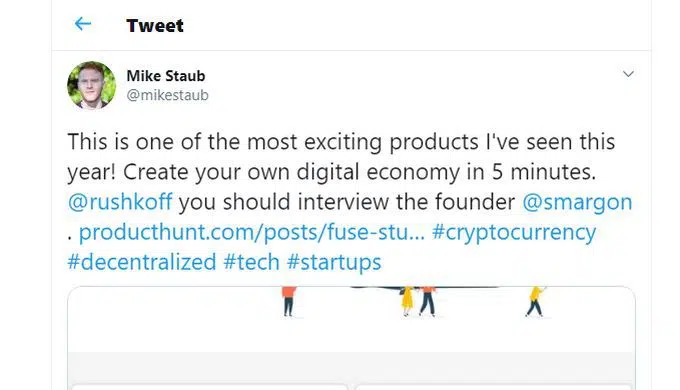 Tweet
Mike Staub
@mikestaub
This is one of the most exciting products I've seen this
year! Create your own digital economy in 5 minutes.
@rushkoff you should interview the founder @smargon
. producthunt.com/posts/fuse-stu... #cryptocurrency
#decentralized #tech #startups